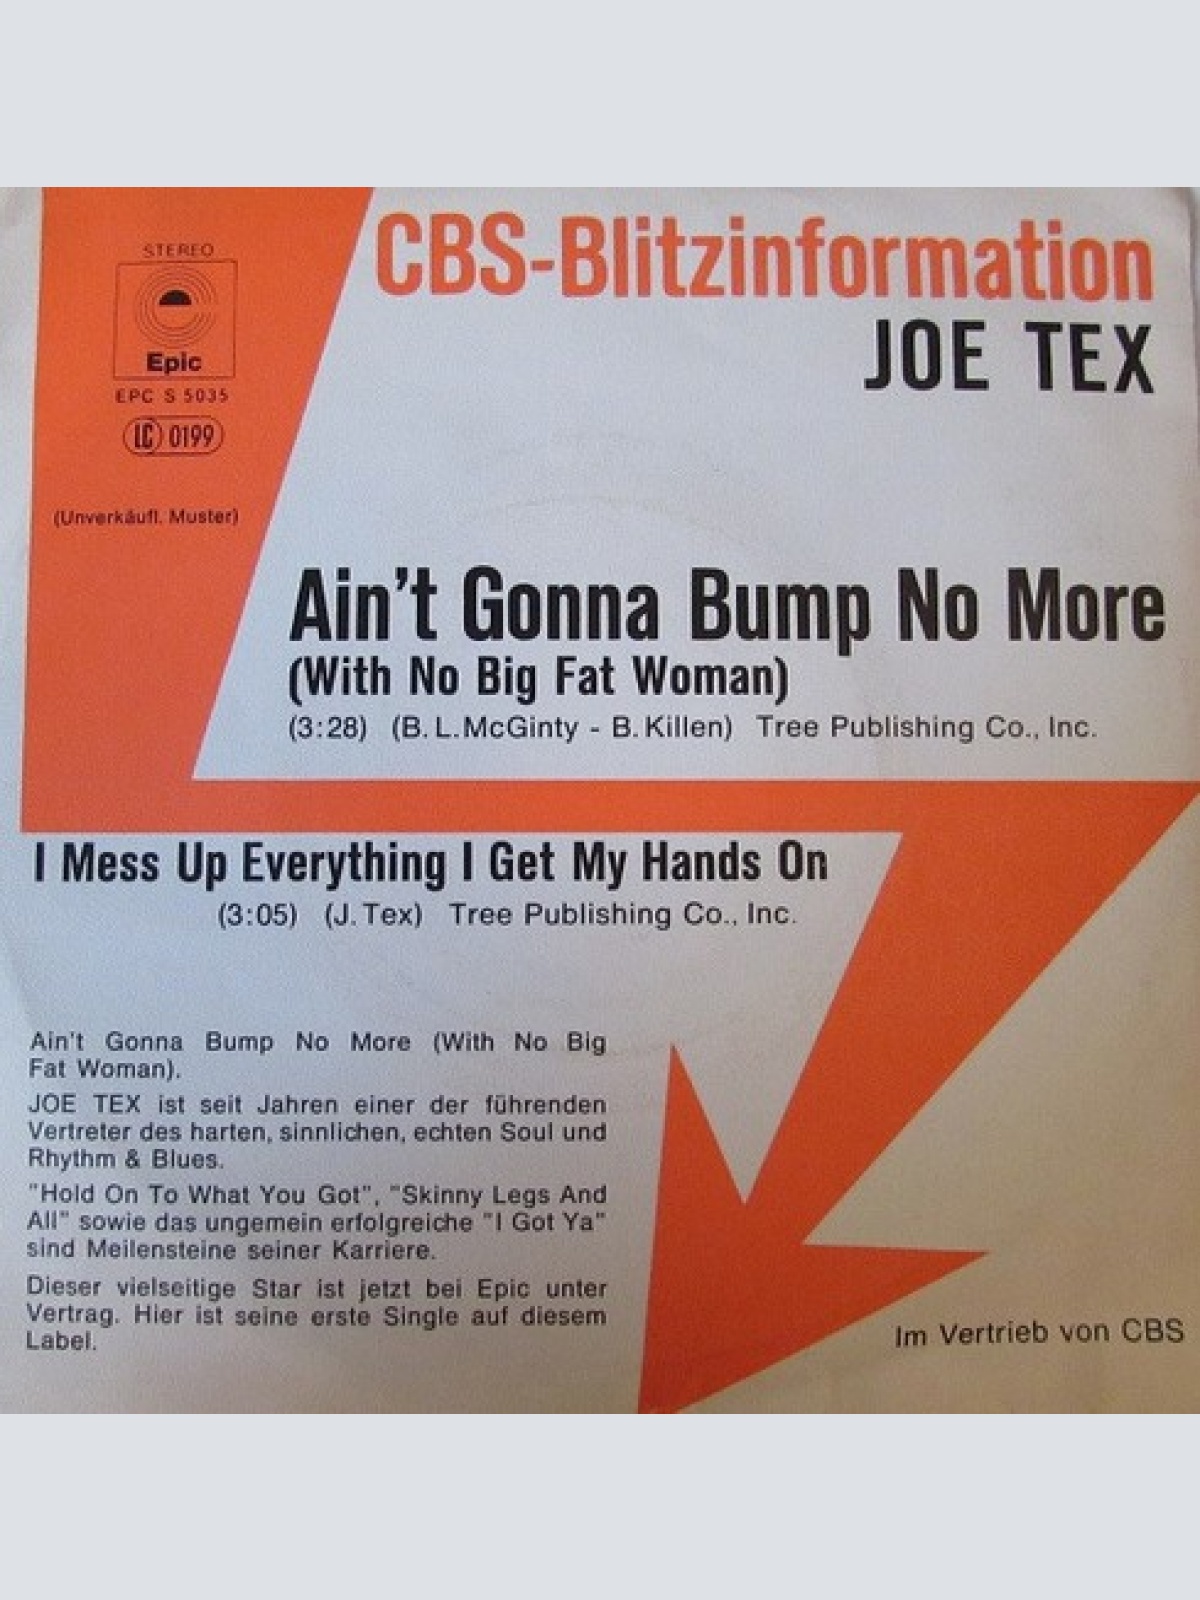 CBS-Blitzinformation
JOE TEX
STEREO
e
Epic
EPC S 5035
LC 0199
(Unverkäufl. Muster)
Ain't Gonna Bump No More
(With No Big Fat Woman)
(3:28) (B.L.McGinty - B.Killen) Tree Publishing Co., Inc.
I Mess Up Everything I Get My Hands On
(3:05) (J.Tex) Tree Publishing Co., Inc.
Ain't Gonna Bump No More (With No Big
Fat Woman).
JOE TEX ist seit Jahren einer der führenden
Vertreter des harten, sinnlichen, echten Soul und
Rhythm & Blues.
"Hold On To What You Got", "Skinny Legs And
All" sowie das ungemein erfolgreiche "I Got Ya"
sind Meilensteine seiner Karriere.
Dieser vielseitige Star ist jetzt bei Epic unter
Vertrag. Hier ist seine erste Single auf diesem
Label.
Im Vertrieb von CBS